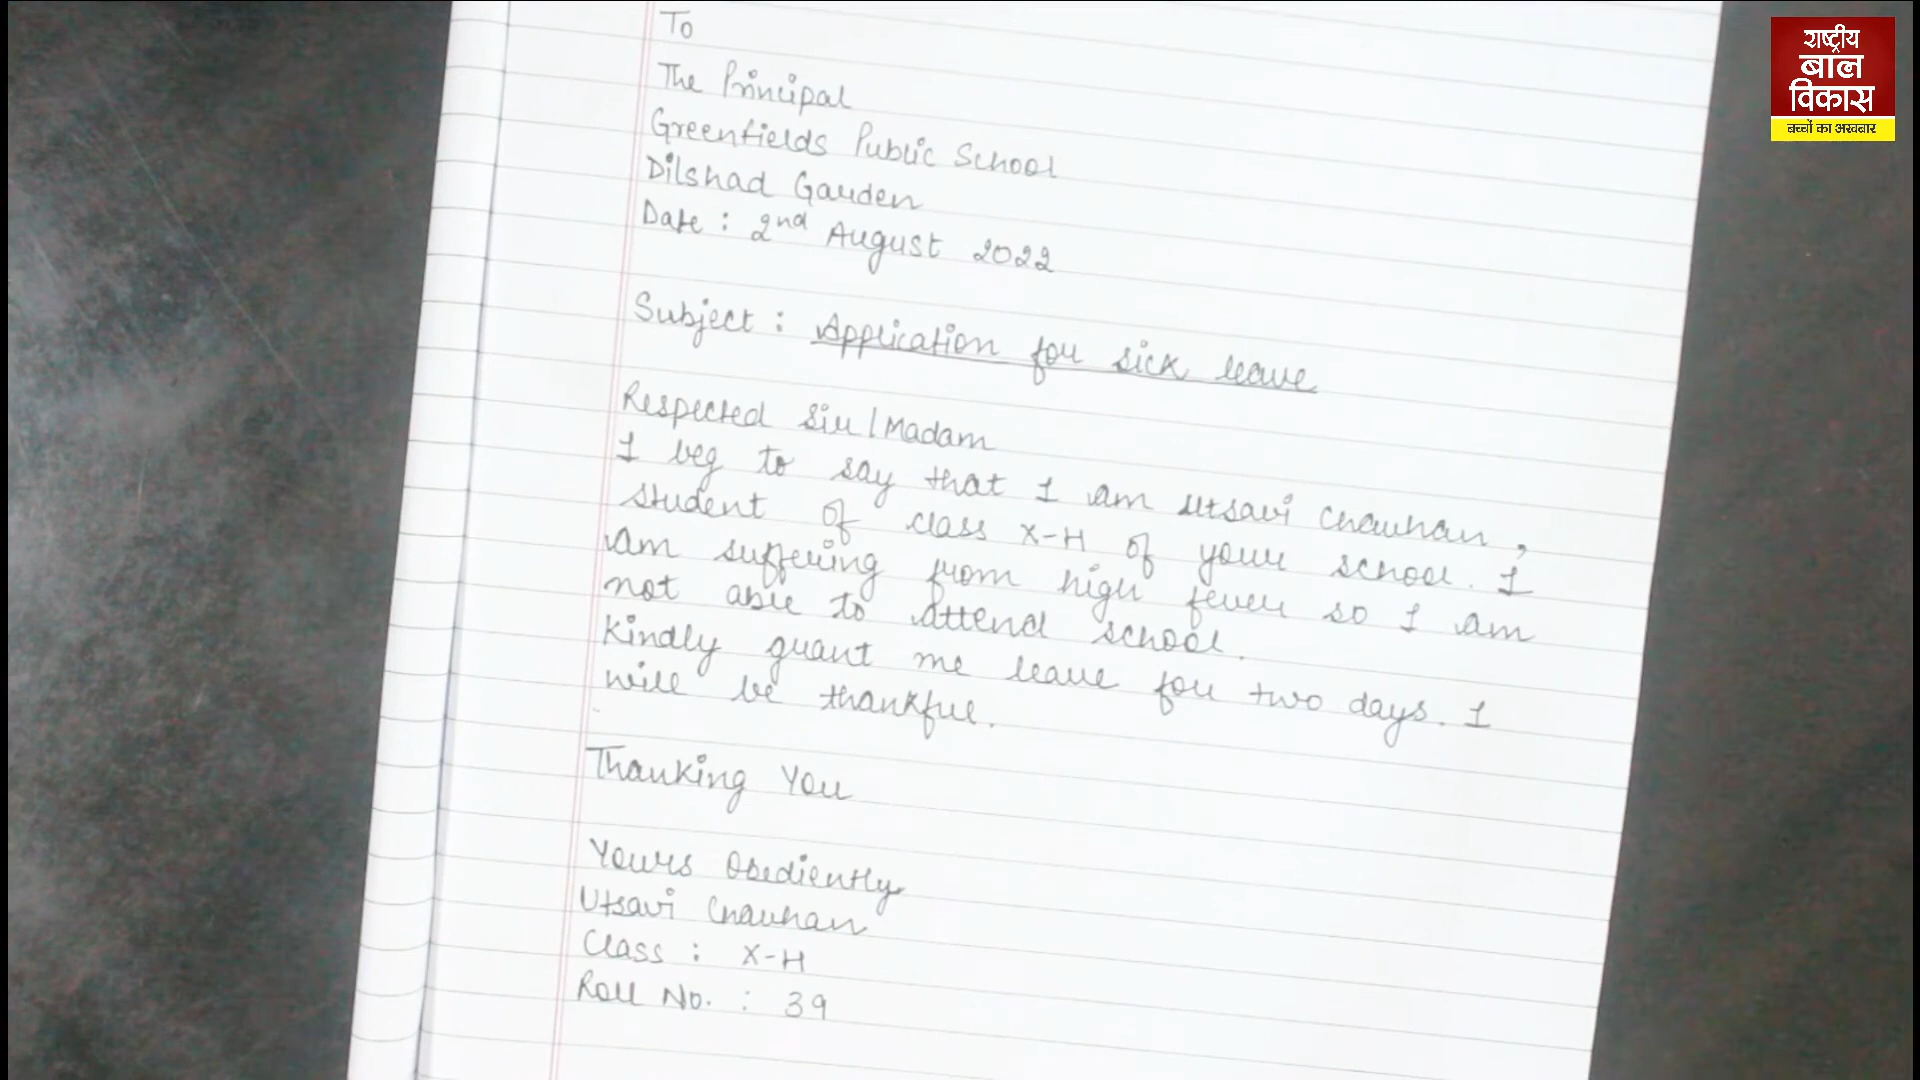 To
The Principal
Greenfields Public School
Dilshad Garden
Date : 2nd August 2022
Subject : Application for sick leave
Respected Sir/Madam
I beg to say that I am Utsavi Chauhan,
student of class X-H of your school. I
am suffering from high fever so I am
not able to attend school.
Kindly grant me leave for two days. I
will be thankful.
Thanking You
Yours Obediently
Utsavi Chauhan
Class : X-H
Roll No. : 39
राष्ट्रीय
बाल
विकास
बच्चों का अखबार